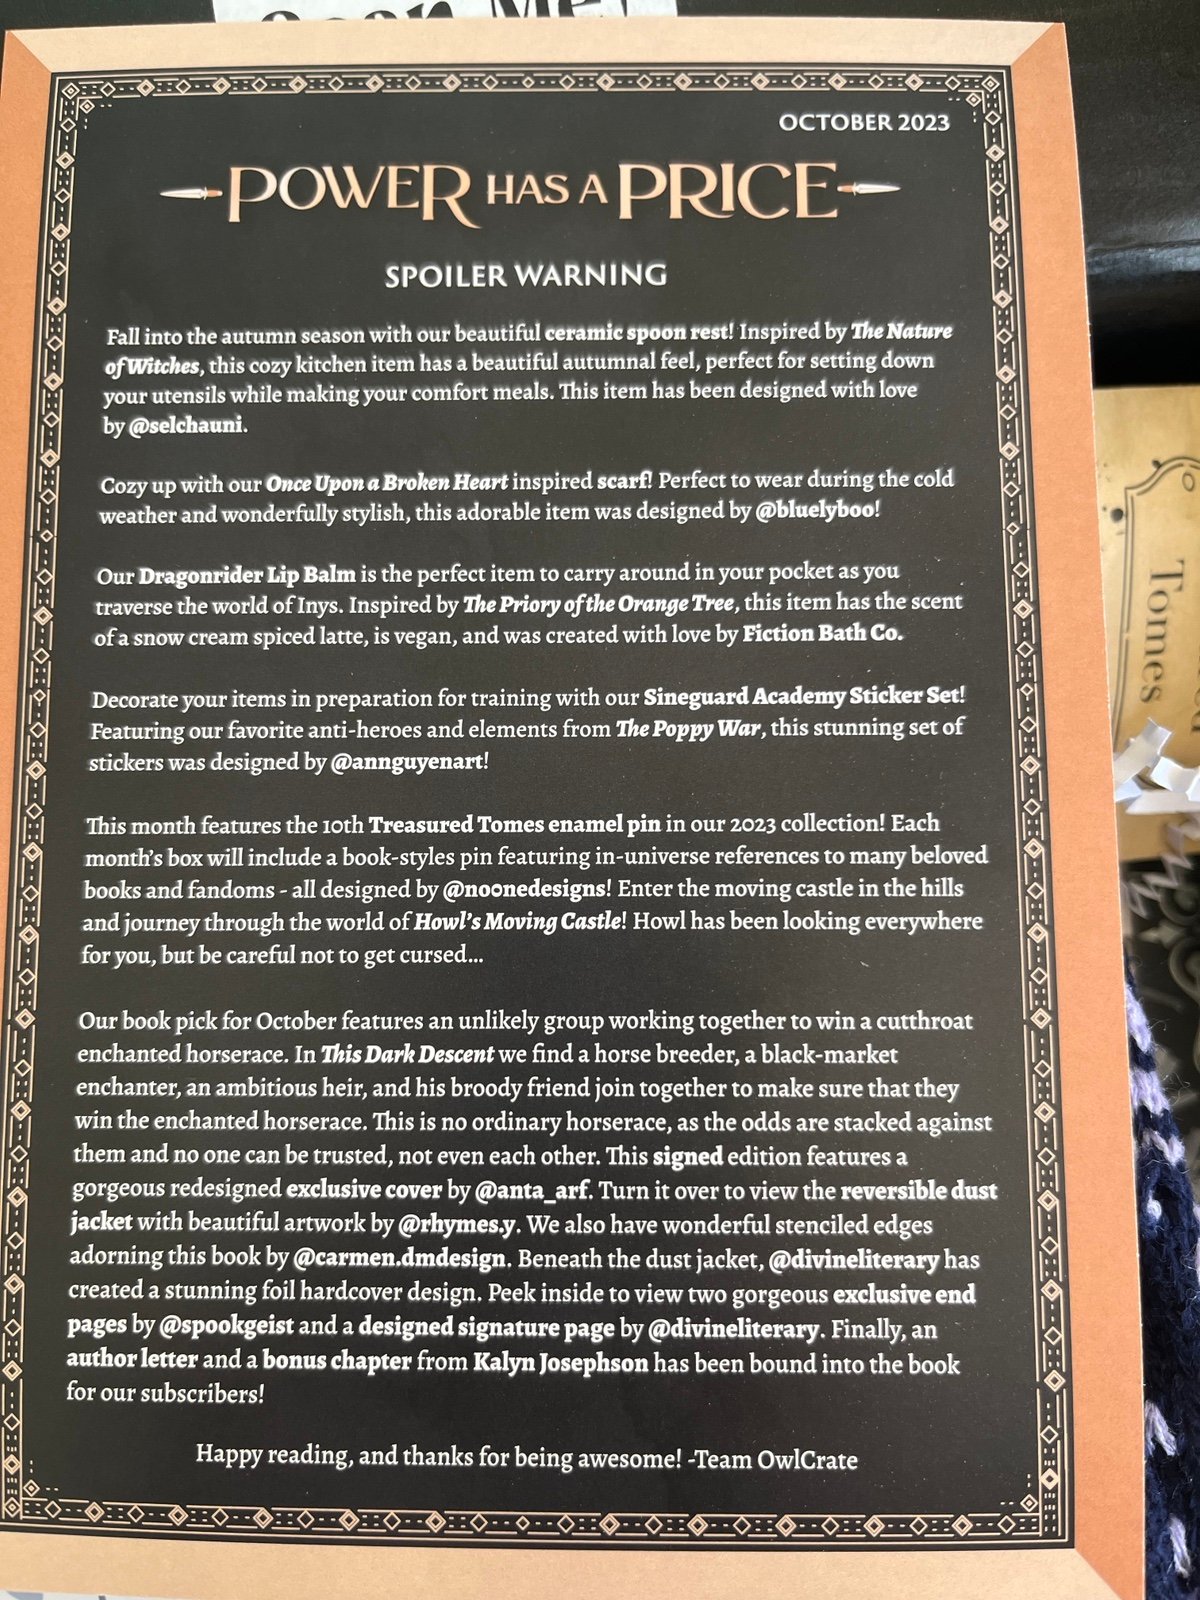 OCTOBER 2023
POWER HAS A PRICE
SPOILER WARNING
Fall into the autumn season with our beautiful ceramic spoon rest! Inspired by The Nature
of Witches, this cozy kitchen item has a beautiful autumnal feel, perfect for setting down
your utensils while making your comfort meals. This item has been designed with love
by @selchauni.
Cozy up with our Once Upon a Broken Heart inspired scarf! Perfect to wear during the cold
weather and wonderfully stylish, this adorable item was designed by @bluelyboo!
Our Dragonrider Lip Balm is the perfect item to carry around in your pocket as you
traverse the world of Inys. Inspired by The Priory of the Orange Tree, this item has the scent
of a snow cream spiced latte, is vegan, and was created with love by Fiction Bath Co.
Decorate your items in preparation for training with our Sineguard Academy Sticker Set!
Featuring our favorite anti-heroes and elements from The Poppy War, this stunning set of
stickers was designed by @annguyenart!
This month features the 10th Treasured Tomes enamel pin in our 2023 collection! Each
month's box will include a book-styles pin featuring in-universe references to many beloved
books and fandoms - all designed by @noonedesigns! Enter the moving castle in the hills
and journey through the world of Howl's Moving Castle! Howl has been looking everywhere
for you, but be careful not to get cursed...
Our book pick for October features an unlikely group working together to win a cutthroat
enchanted horserace. In This Dark Descent we find a horse breeder, a black-market
enchanter, an ambitious heir, and his broody friend join together to make sure that they
win the enchanted horserace. This is no ordinary horserace, as the odds are stacked against
them and no one can be trusted, not even each other. This signed edition features a
gorgeous redesigned exclusive cover by @anta_arf. Turn it over to view the reversible dust
jacket with beautiful artwork by @rhymes.y. We also have wonderful stenciled edges
adorning this book by @carmen.dmdesign. Beneath the dust jacket, @divineliterary has
created a stunning foil hardcover design. Peek inside to view two gorgeous exclusive end
pages by @spookgeist and a designed signature page by @divineliterary. Finally, an
author letter and a bonus chapter from Kalyn Josephson has been bound into the book
for our subscribers!
Happy reading, and thanks for being awesome! -Team OwlCrate
Tomes